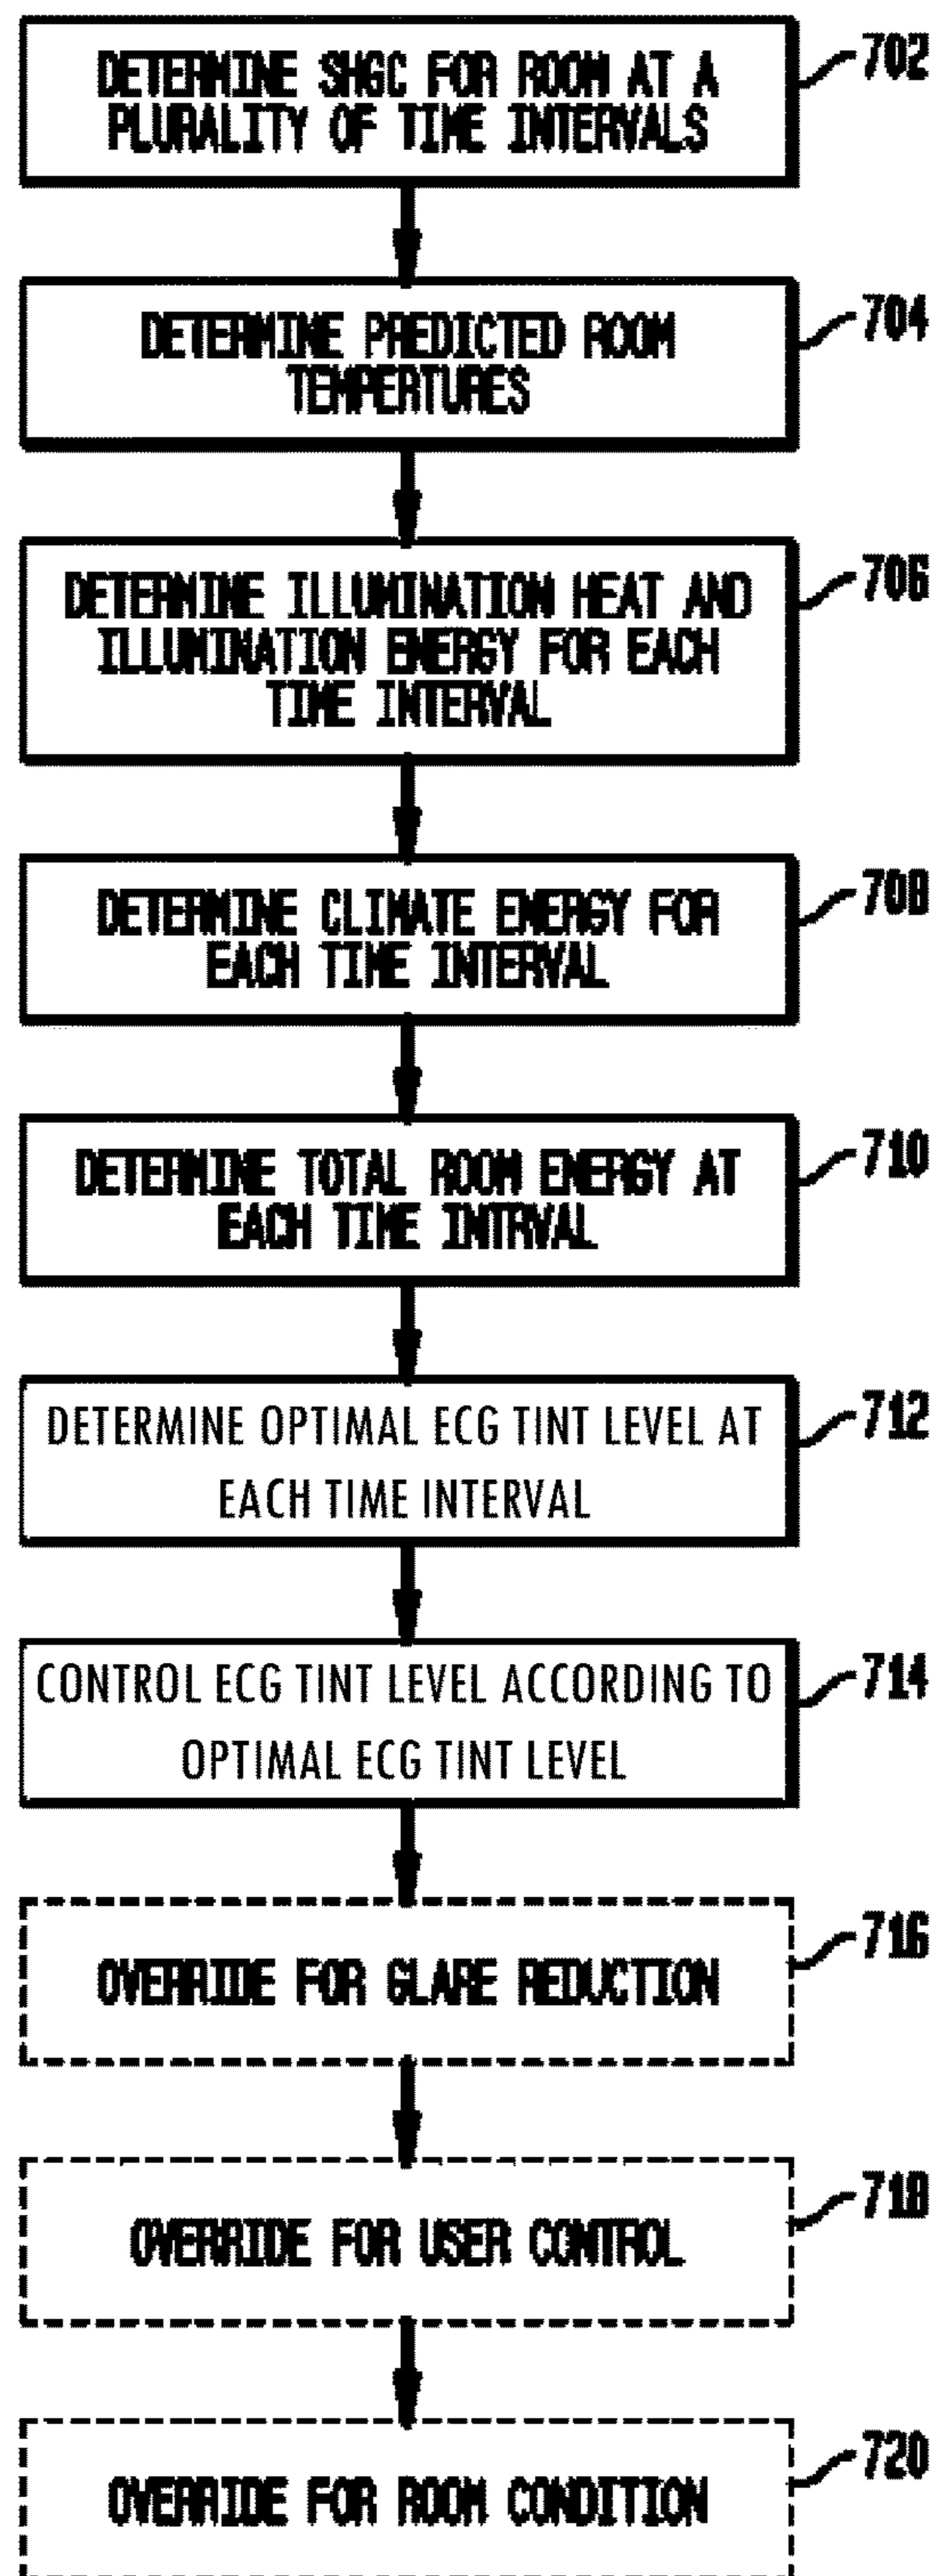 DETERMINE SHGC FOR ROOM AT A
PLURALITY OF TIME INTERVALS
702
DETERMINE PREDICTED ROOM
TEMPERTURES
704
DETERMINE ILLUMINATION HEAT AND
ILLUMINATION ENERGY FOR EACH
TIME INTERVAL
706
DETERMINE CLIMATE ENERGY FOR
EACH TIME INTERVAL
708
DETERMINE TOTAL ROOM ENERGY AT
EACH TIME INTRVAL
710
DETERMINE OPTIMAL ECG TINT LEVEL AT
EACH TIME INTERVAL
712
CONTROL ECG TINT LEVEL ACCORDING TO
OPTIMAL ECG TINT LEVEL
714
OVERRIDE FOR GLARE REDUCTION
716
OVERRIDE FOR USER CONTROL
718
OVERRIDE FOR ROOM CONDITION
720